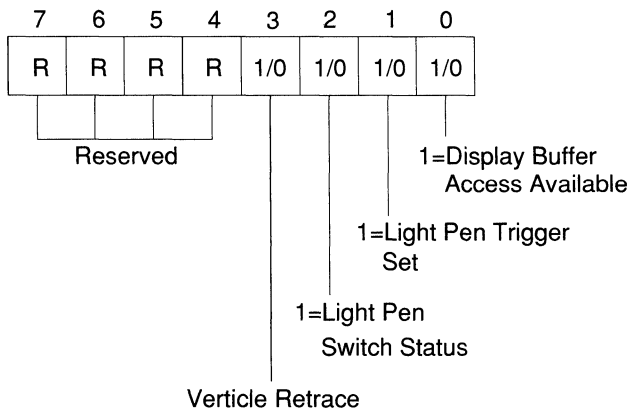 7 6 5 4 3 2 1 0
R R R R 1/0 1/0 1/0 1/0
Reserved
1=Display Buffer
Access Available
1=Light Pen Trigger
Set
1=Light Pen
Switch Status
Verticle Retrace